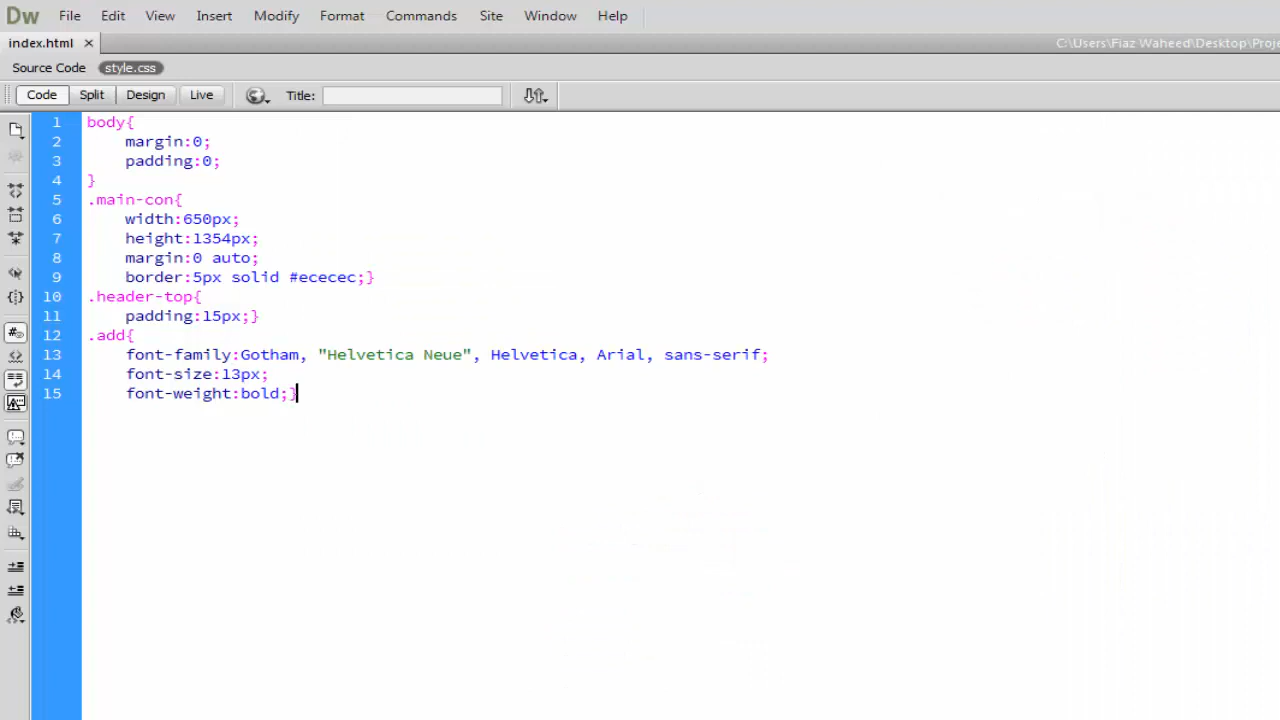 Dw File Edit View Insert Modify Format Commands Site Window Help
index.html
C:\Users\Fiaz Waheed\Desktop\Proje
Source Code style.css
Code Split Design Live Title:
1 body{
2 margin:0;
3 padding:0;
4 }
5 .main-con{
6 width:650px;
7 height:1354px;
8 margin:0 auto;
9 border:5px solid #ececec;}
10 .header-top{
11 padding:15px;}
12 .add{
13 font-family:Gotham, "Helvetica Neue", Helvetica, Arial, sans-serif;
14 font-size:13px;
15 font-weight:bold;}